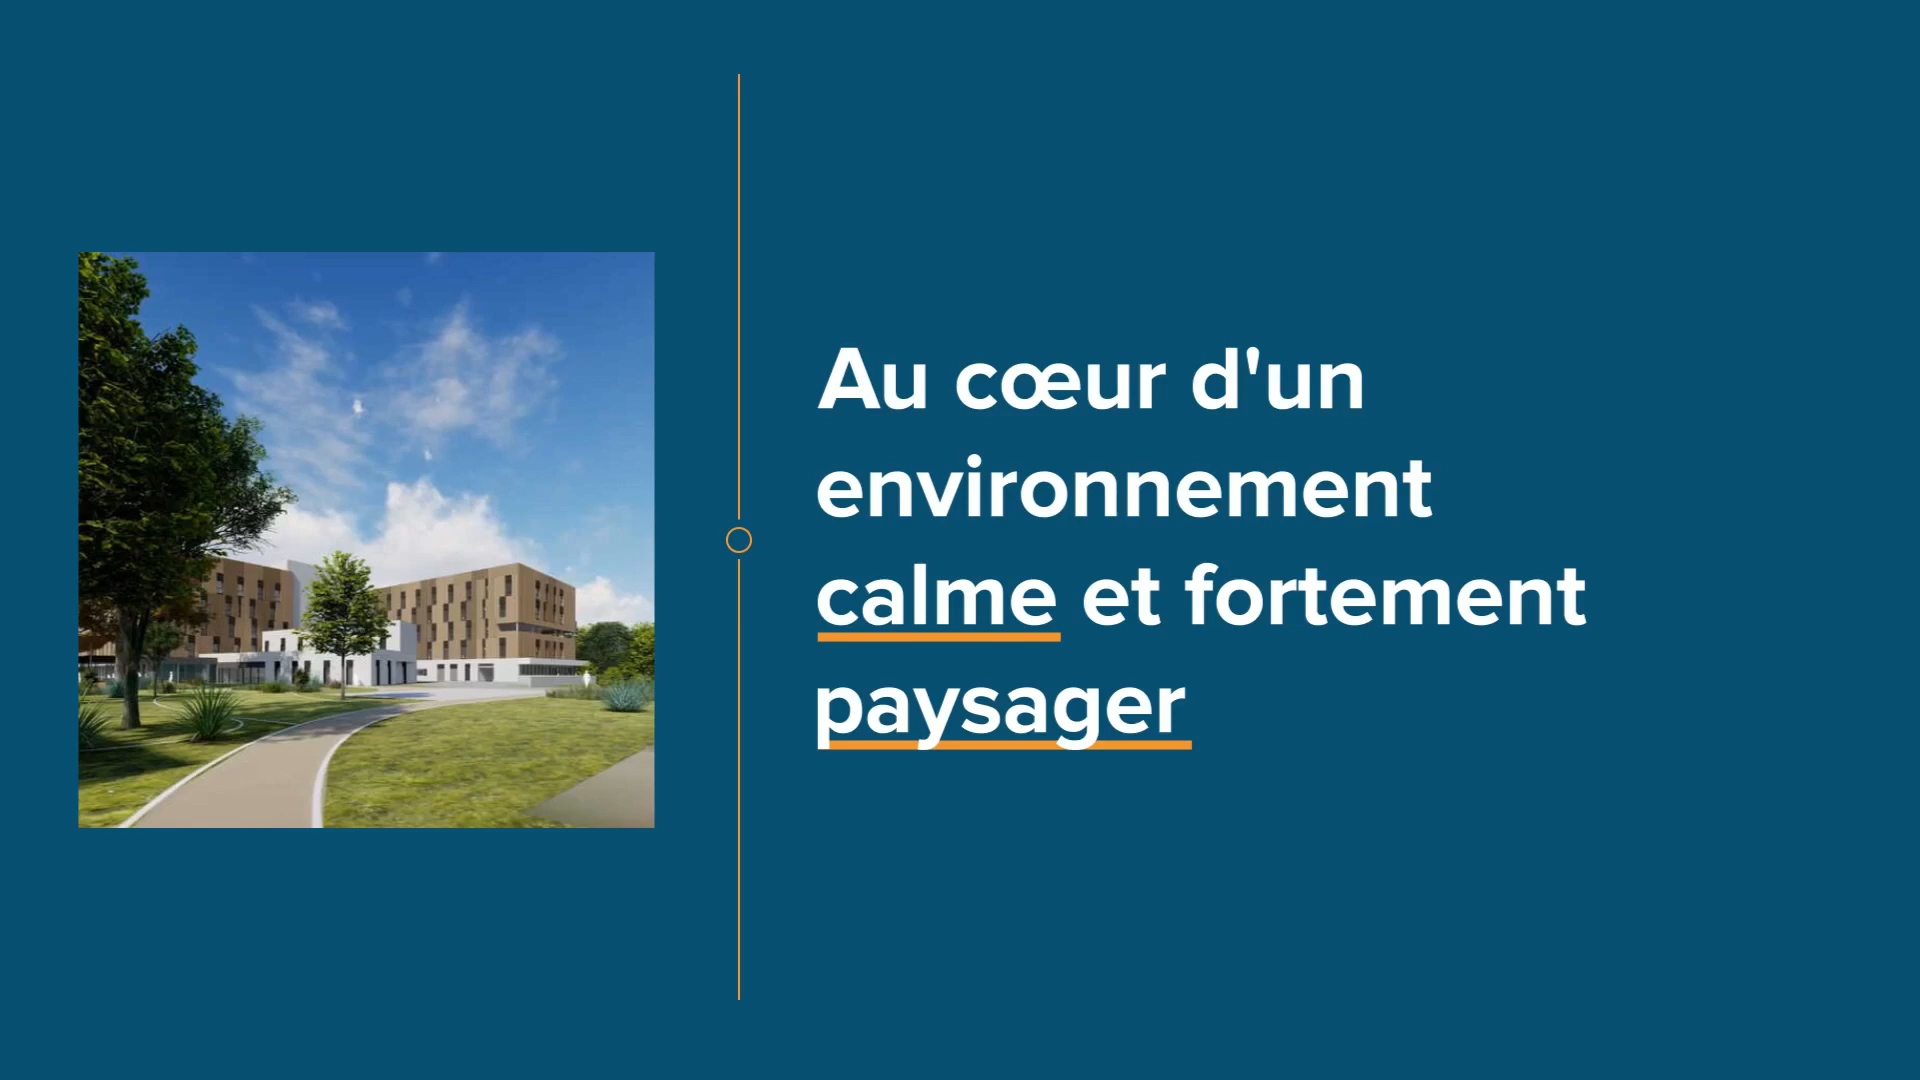 Au cœur d'un
environnement
calme et fortement
paysager